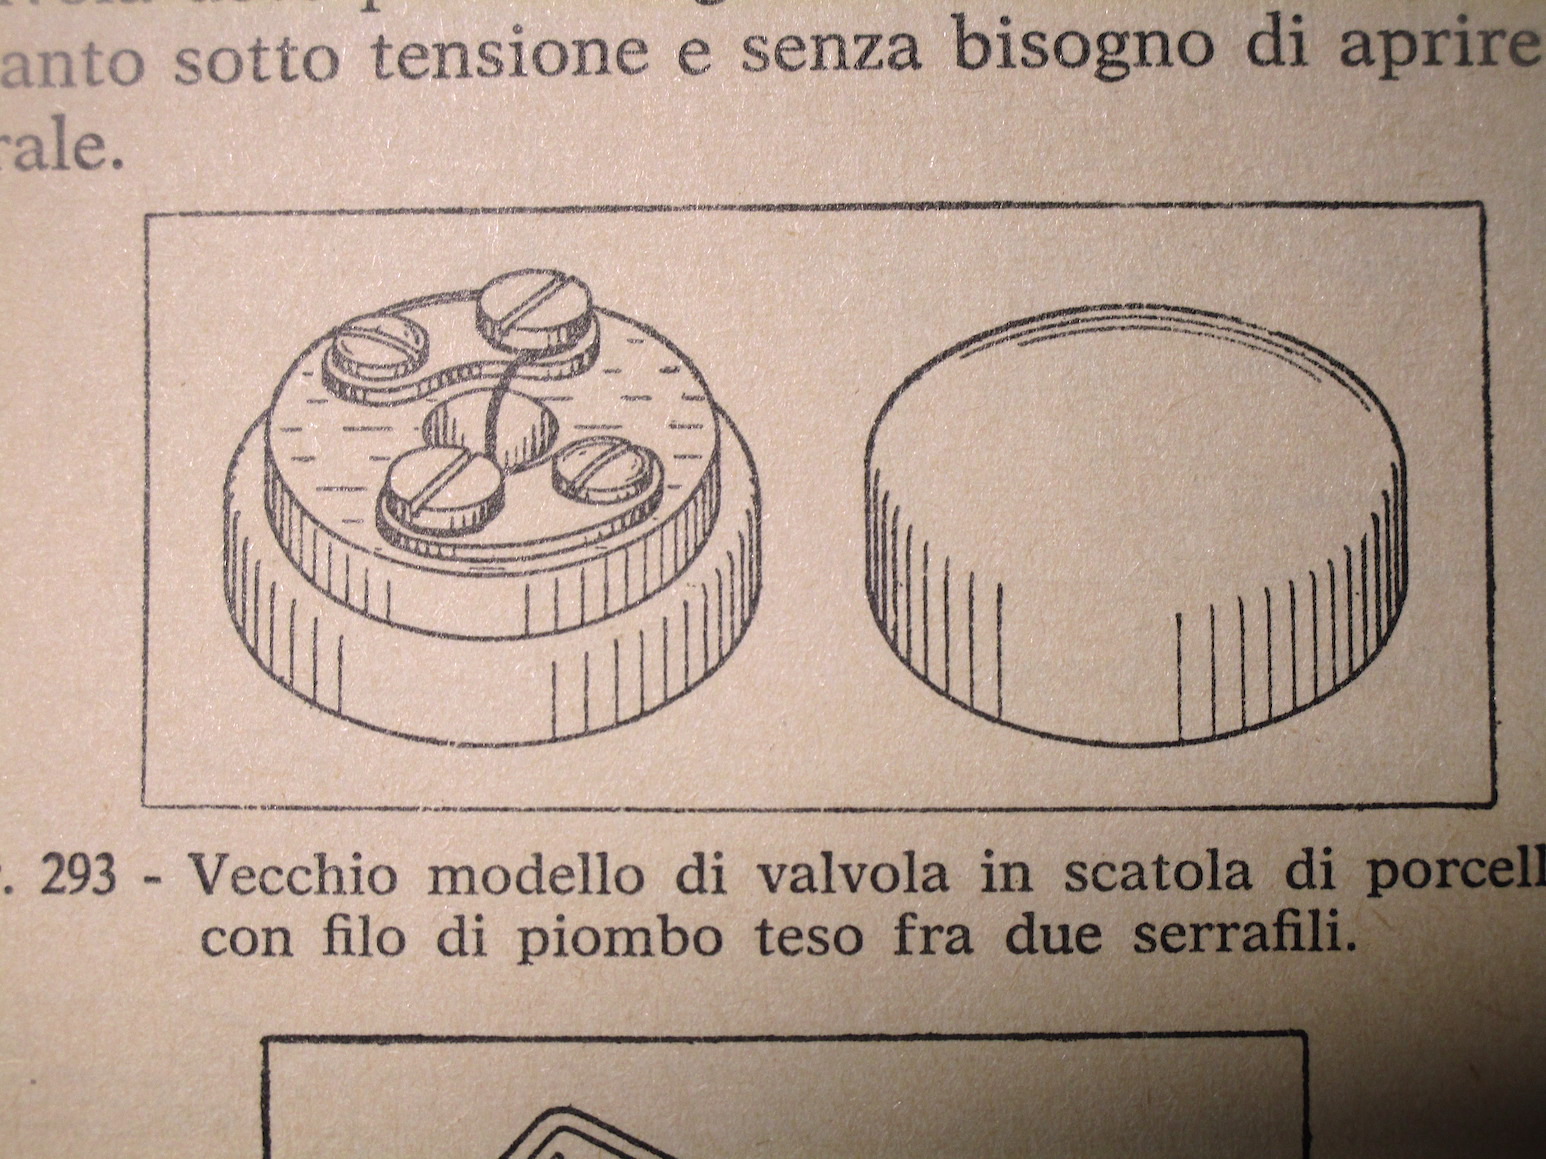 anto sotto tensione e senza bisogno di aprire
rale.
. 293 - Vecchio modello di valvola in scatola di porcell
con filo di piombo teso fra due serrafili.